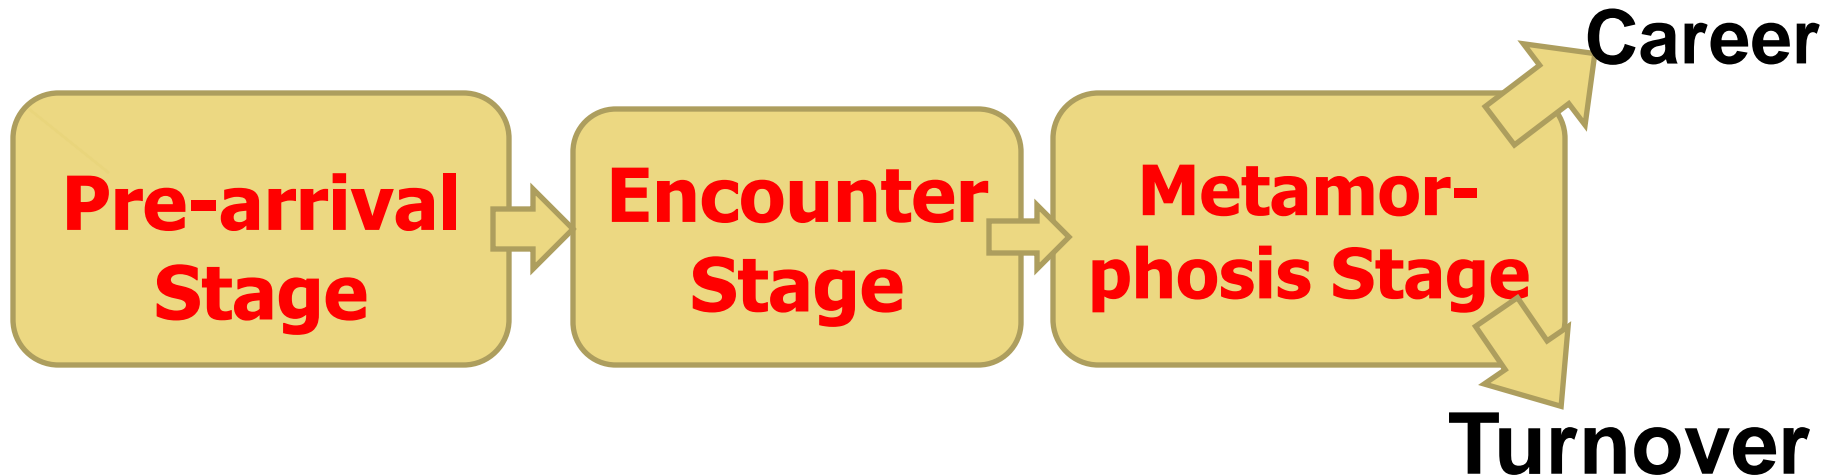 Pre-arrival
Stage
Encounter
Stage
Metamor-
phosis Stage
Career
Turnover